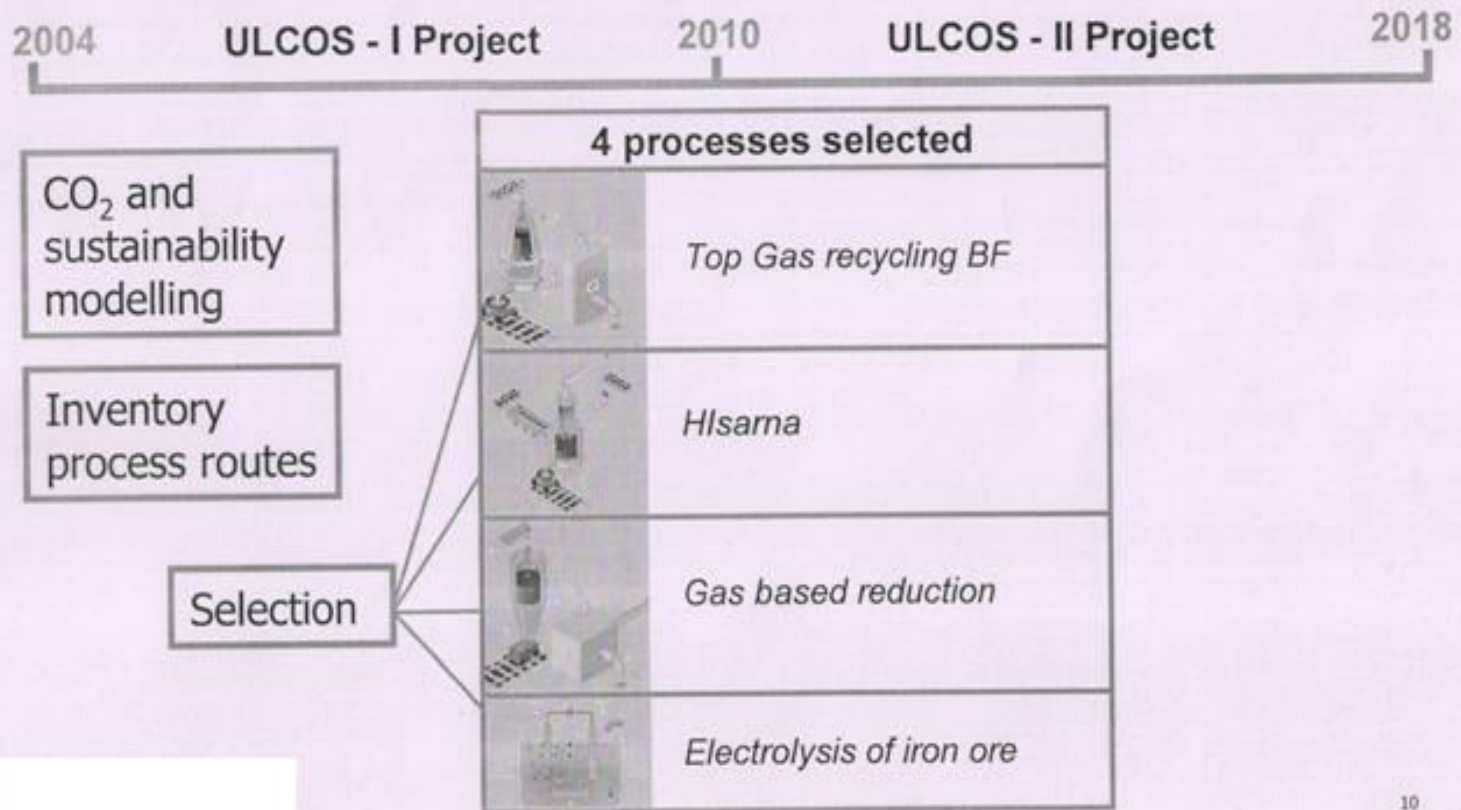 2004 ULCOS - I Project 2010 ULCOS - II Project 2018
4 processes selected
CO₂ and
sustainability
modelling
Inventory
process routes
Selection
Top Gas recycling BF
HIsarna
Gas based reduction
Electrolysis of iron ore
10